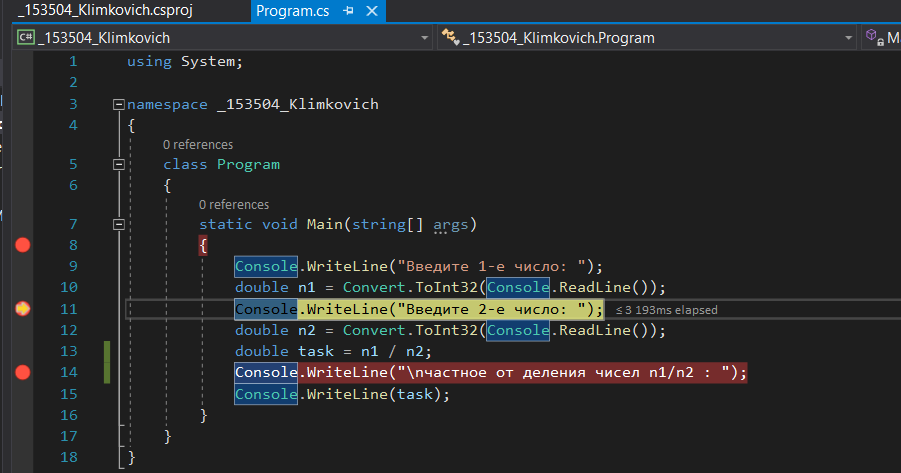 _153504_Klimkovich.csproj Program.cs
C# _153504_Klimkovich _153504_Klimkovich.Program
1 using System;
2
3 namespace _153504_Klimkovich
4 {
0 references
5 class Program
6 {
0 references
7 static void Main(string[] args)
8 {
9 Console.WriteLine("Введите 1-е число: ");
10 double n1 = Convert.ToInt32(Console.ReadLine());
11 Console.WriteLine("Введите 2-е число: "); ≤3 193ms elapsed
12 double n2 = Convert.ToInt32(Console.ReadLine());
13 double task = n1 / n2;
14 Console.WriteLine("\nчастное от деления чисел n1/n2 : ");
15 Console.WriteLine(task);
16 }
17 }
18 }